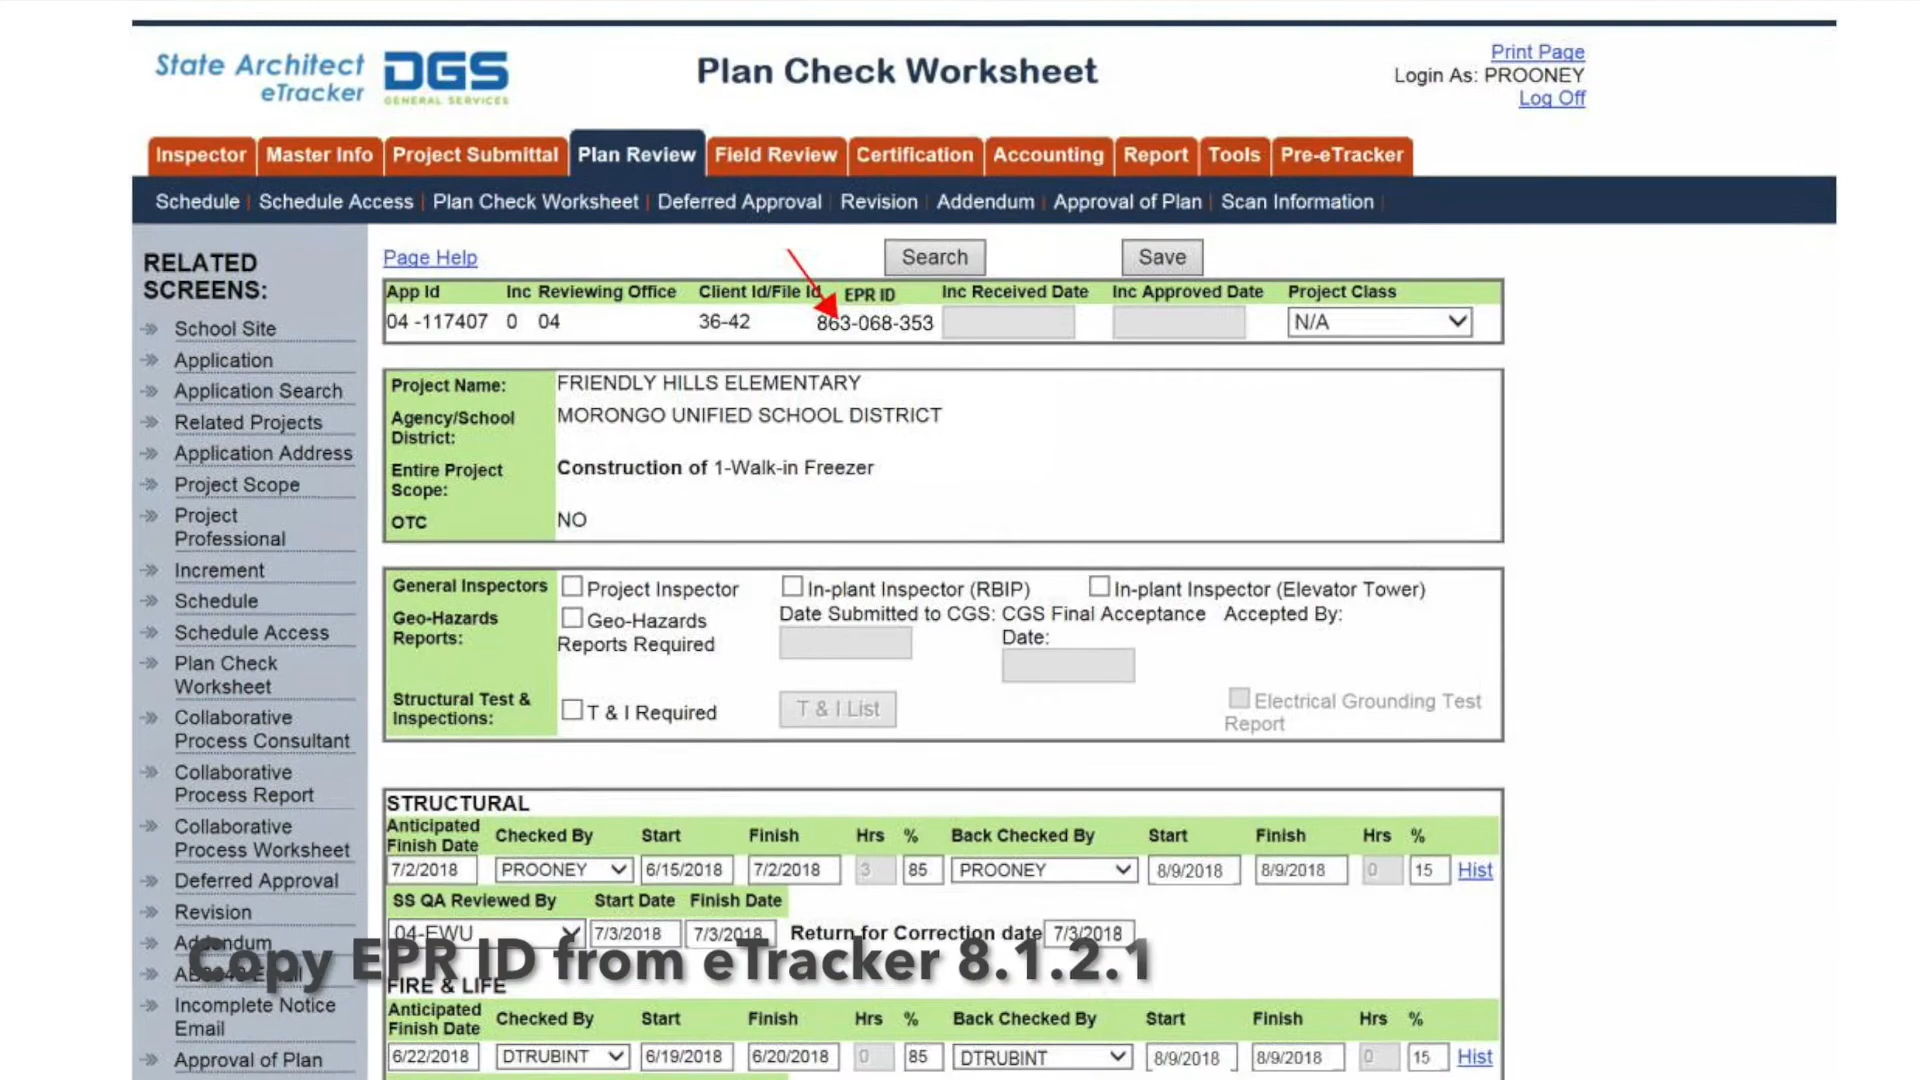 State Architect
eTracker
DGS
GENERAL SERVICES
Plan Check Worksheet
Print Page
Login As: PROONEY
Log Off
Inspector Master Info Project Submittal Plan Review Field Review Certification Accounting Report Tools Pre-eTracker
Schedule | Schedule Access | Plan Check Worksheet | Deferred Approval | Revision | Addendum | Approval of Plan | Scan Information |
RELATED
SCREENS:
School Site
Application
Application Search
Related Projects
Application Address
Project Scope
Project
Professional
Increment
Schedule
Schedule Access
Plan Check
Worksheet
Collaborative
Process Consultant
Collaborative
Process Report
Collaborative
Process Worksheet
Deferred Approval
Revision
Addendum
Incomplete Notice
Email
Approval of Plan
Page Help Search Save
App Id Inc Reviewing Office Client Id/File Id EPR ID Inc Received Date Inc Approved Date Project Class
04 -117407 0 04 36-42 863-068-353 N/A
Project Name: FRIENDLY HILLS ELEMENTARY
Agency/School
District: MORONGO UNIFIED SCHOOL DISTRICT
Entire Project
Scope: Construction of 1-Walk-in Freezer
OTC NO
General Inspectors Project Inspector In-plant Inspector (RBIP) In-plant Inspector (Elevator Tower)
Geo-Hazards
Reports: Geo-Hazards
Reports Required Date Submitted to CGS: CGS Final Acceptance
Date: Accepted By:
Structural Test &
Inspections: T & I Required T & I List Electrical Grounding Test
Report
STRUCTURAL
Anticipated
Finish Date Checked By Start Finish Hrs % Back Checked By Start Finish Hrs %
7/2/2018 PROONEY 6/15/2018 7/2/2018 3 85 PROONEY 8/9/2018 8/9/2018 0 15 Hist
SS QA Reviewed By Start Date Finish Date
04-EWU 7/3/2018 7/3/2018 Return for Correction date 7/3/2018
Copy EPR ID from eTracker 8.1.2.1
FIRE & LIFE
Anticipated
Finish Date Checked By Start Finish Hrs % Back Checked By Start Finish Hrs %
6/22/2018 DTRUBINT 6/19/2018 6/20/2018 0 85 DTRUBINT 8/9/2018 8/9/2018 0 15 Hist